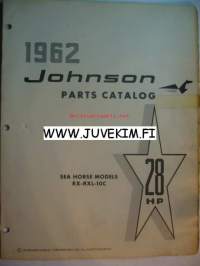 1962
Johnson
PARTS CATALOG
WWW.JUVEKIM.FI
SEA HORSE MODELS
RX-RXL-10C
28
HP